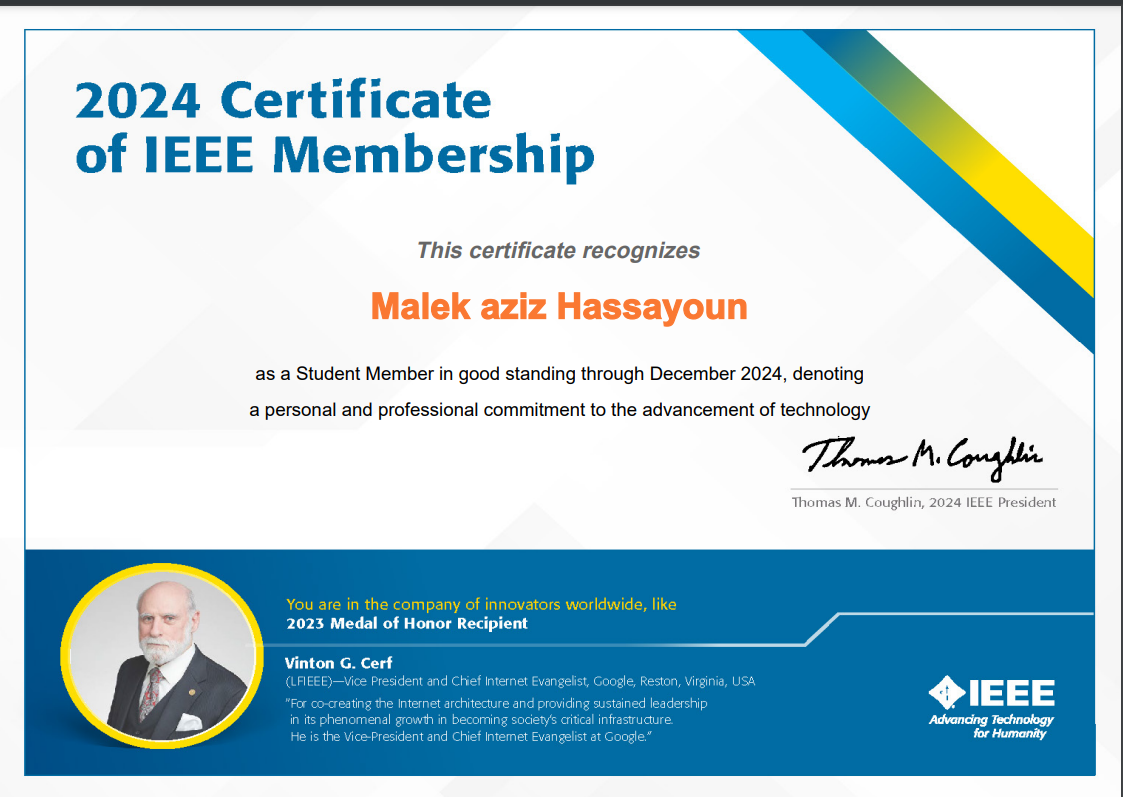 2024 Certificate
of IEEE Membership
This certificate recognizes
Malek aziz Hassayoun
as a Student Member in good standing through December 2024, denoting
a personal and professional commitment to the advancement of technology
Thomas M. Coughlin
Thomas M. Coughlin, 2024 IEEE President
You are in the company of innovators worldwide, like
2023 Medal of Honor Recipient
Vinton G. Cerf
(LFIEEE)—Vice President and Chief Internet Evangelist, Google, Reston, Virginia, USA
"For co-creating the Internet architecture and providing sustained leadership
in its phenomenal growth in becoming society's critical infrastructure.
He is the Vice-President and Chief Internet Evangelist at Google."
IEEE
Advancing Technology
for Humanity